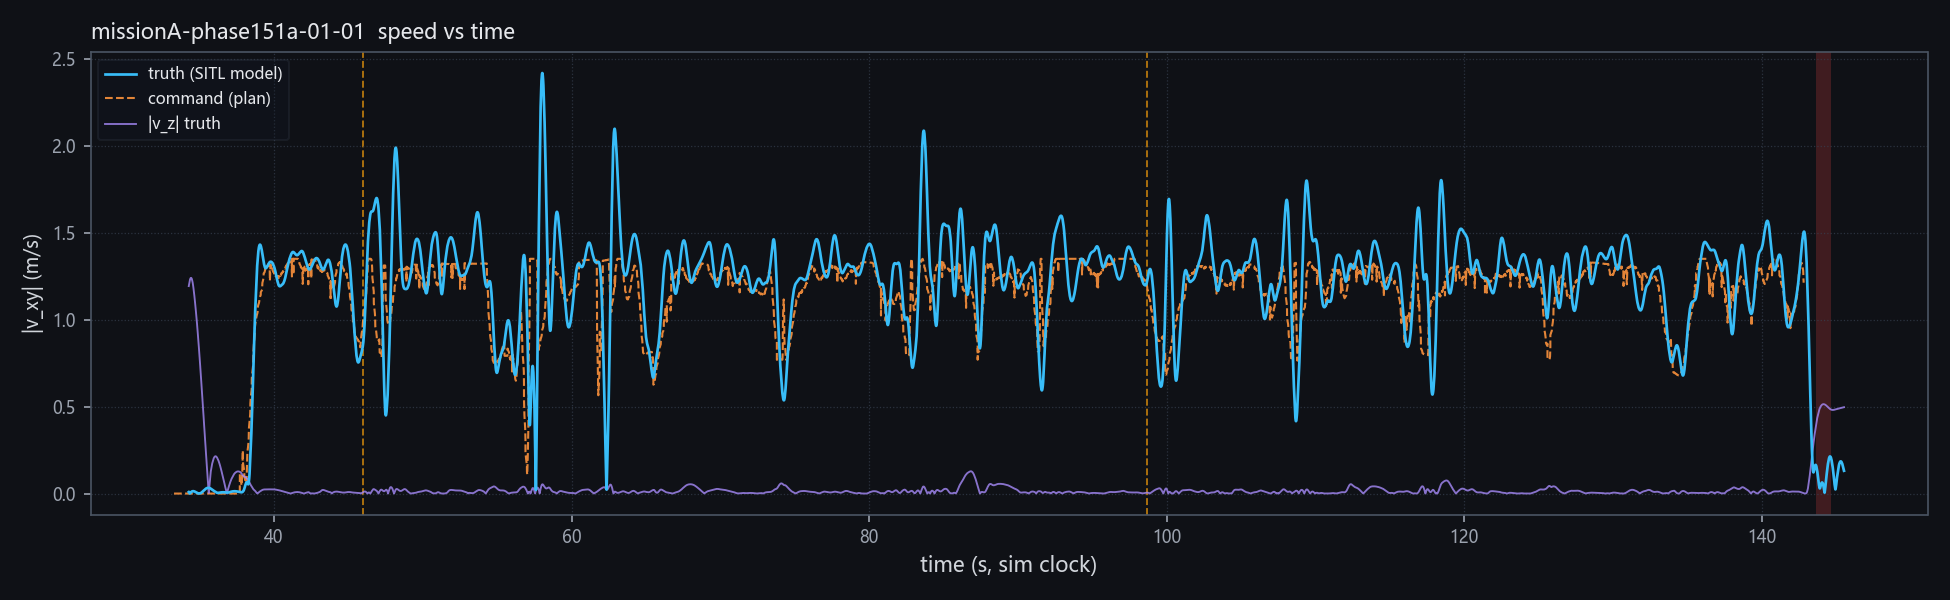 missionA-phase151a-01-01  speed vs time
truth (SITL model)
command (plan)
|v_z| truth
|v_xy| (m/s)
2.5
2.0
1.5
1.0
0.5
0.0
40 60 80 100 120 140
time (s, sim clock)